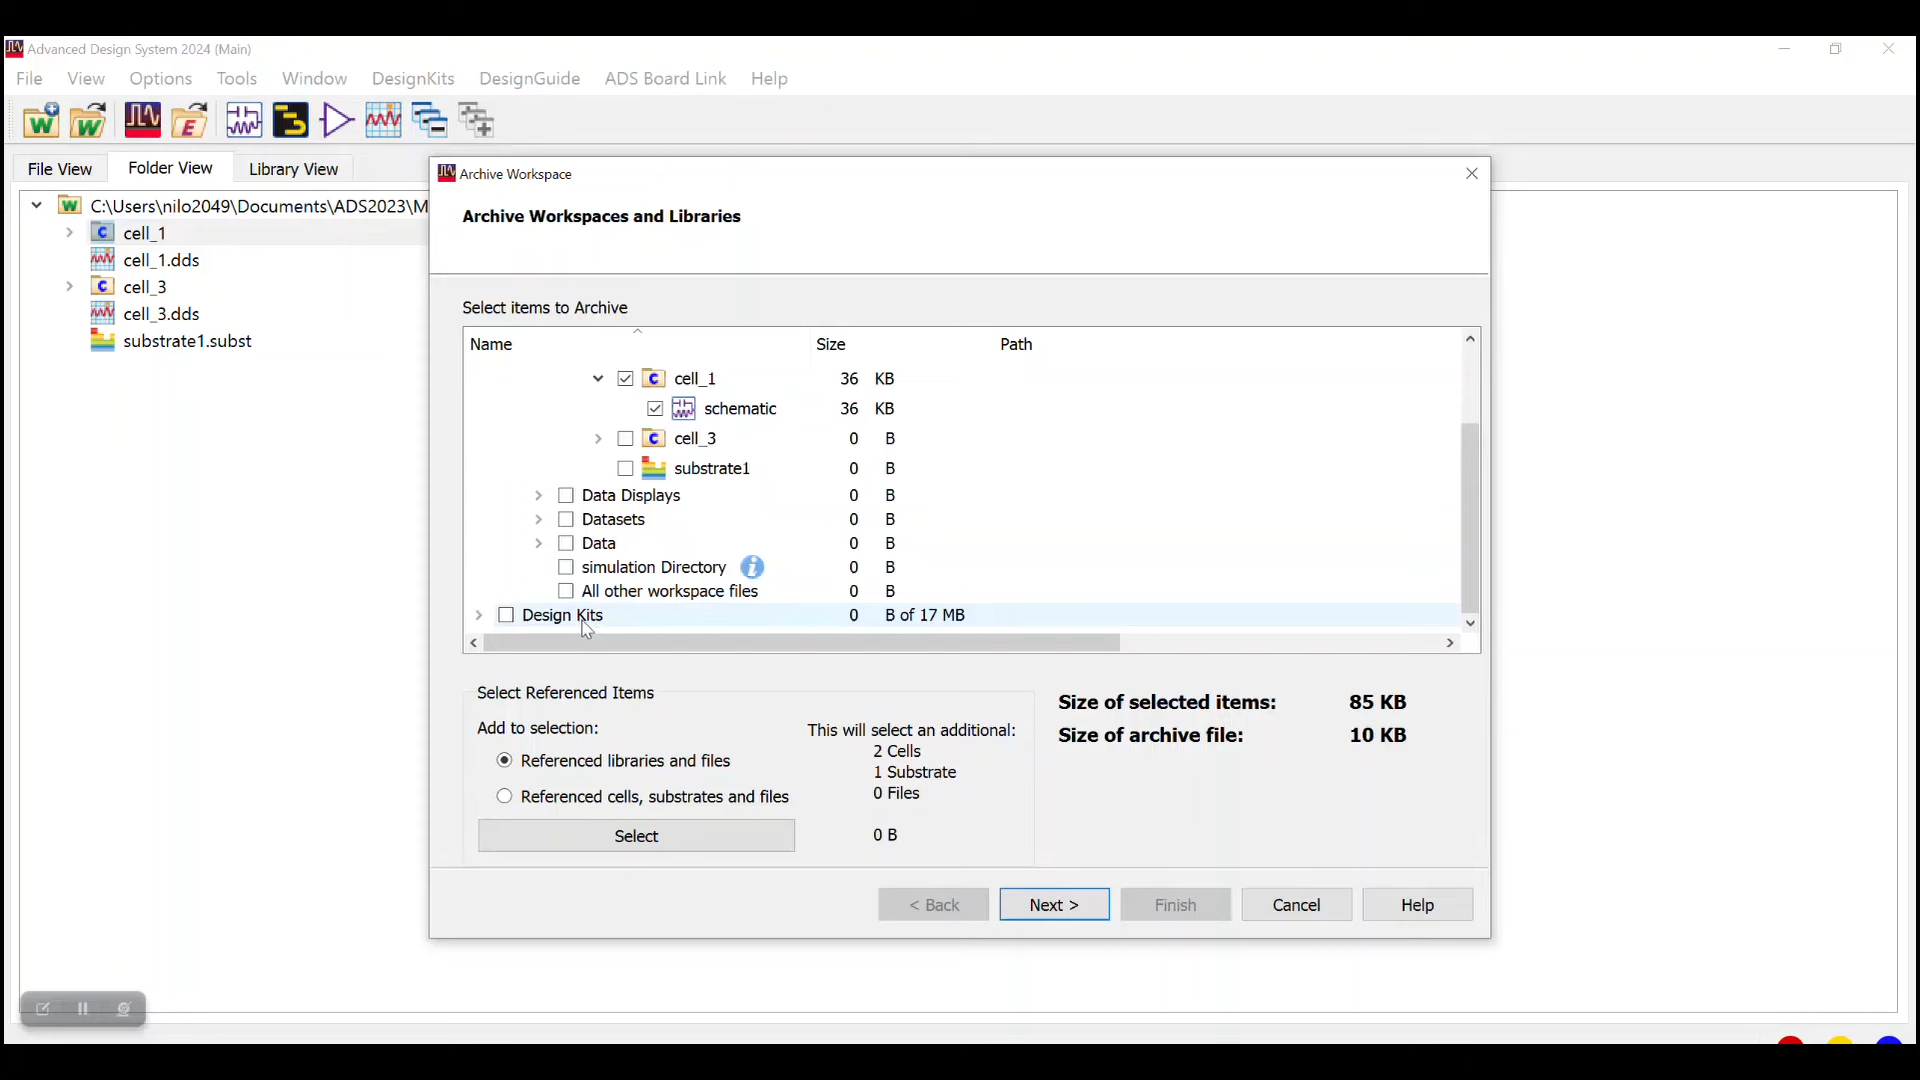 Advanced Design System 2024 (Main)
File View Options Tools Window DesignKits DesignGuide ADS Board Link Help
File View Folder View Library View
C:\Users\nilo2049\Documents\ADS2023\M
cell_1
cell_1.dds
cell_3
cell_3.dds
substrate1.subst
Archive Workspace
Archive Workspaces and Libraries
Select items to Archive
Name Size Path
cell_1 36 KB
schematic 36 KB
cell_3 0 B
substrate1 0 B
Data Displays 0 B
Datasets 0 B
Data 0 B
simulation Directory 0 B
All other workspace files 0 B
Design Kits 0 B of 17 MB
Select Referenced Items
Add to selection:
Referenced libraries and files
Referenced cells, substrates and files
Select
This will select an additional:
2 Cells
1 Substrate
0 Files
0 B
Size of selected items: 85 KB
Size of archive file: 10 KB
< Back Next > Finish Cancel Help